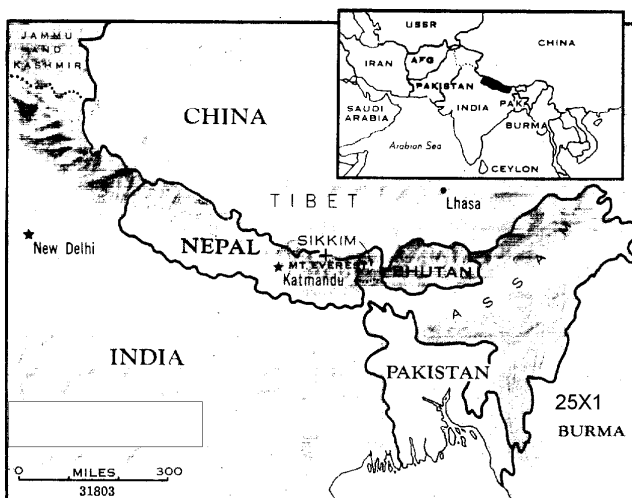 JAMMU
AND
KASHMIR
CHINA
USSR
CHINA
IRAN
AFG
PAKISTAN
INDIA
PAK
BURMA
SAUDI
ARABIA
Arabian Sea
CEYLON
TIBET
Lhasa
New Delhi
NEPAL
SIKKIM
MT EVEREST
Katmandu
BHUTAN
ASSA
INDIA
PAKISTAN
25X1
BURMA
0 MILES 300
31803